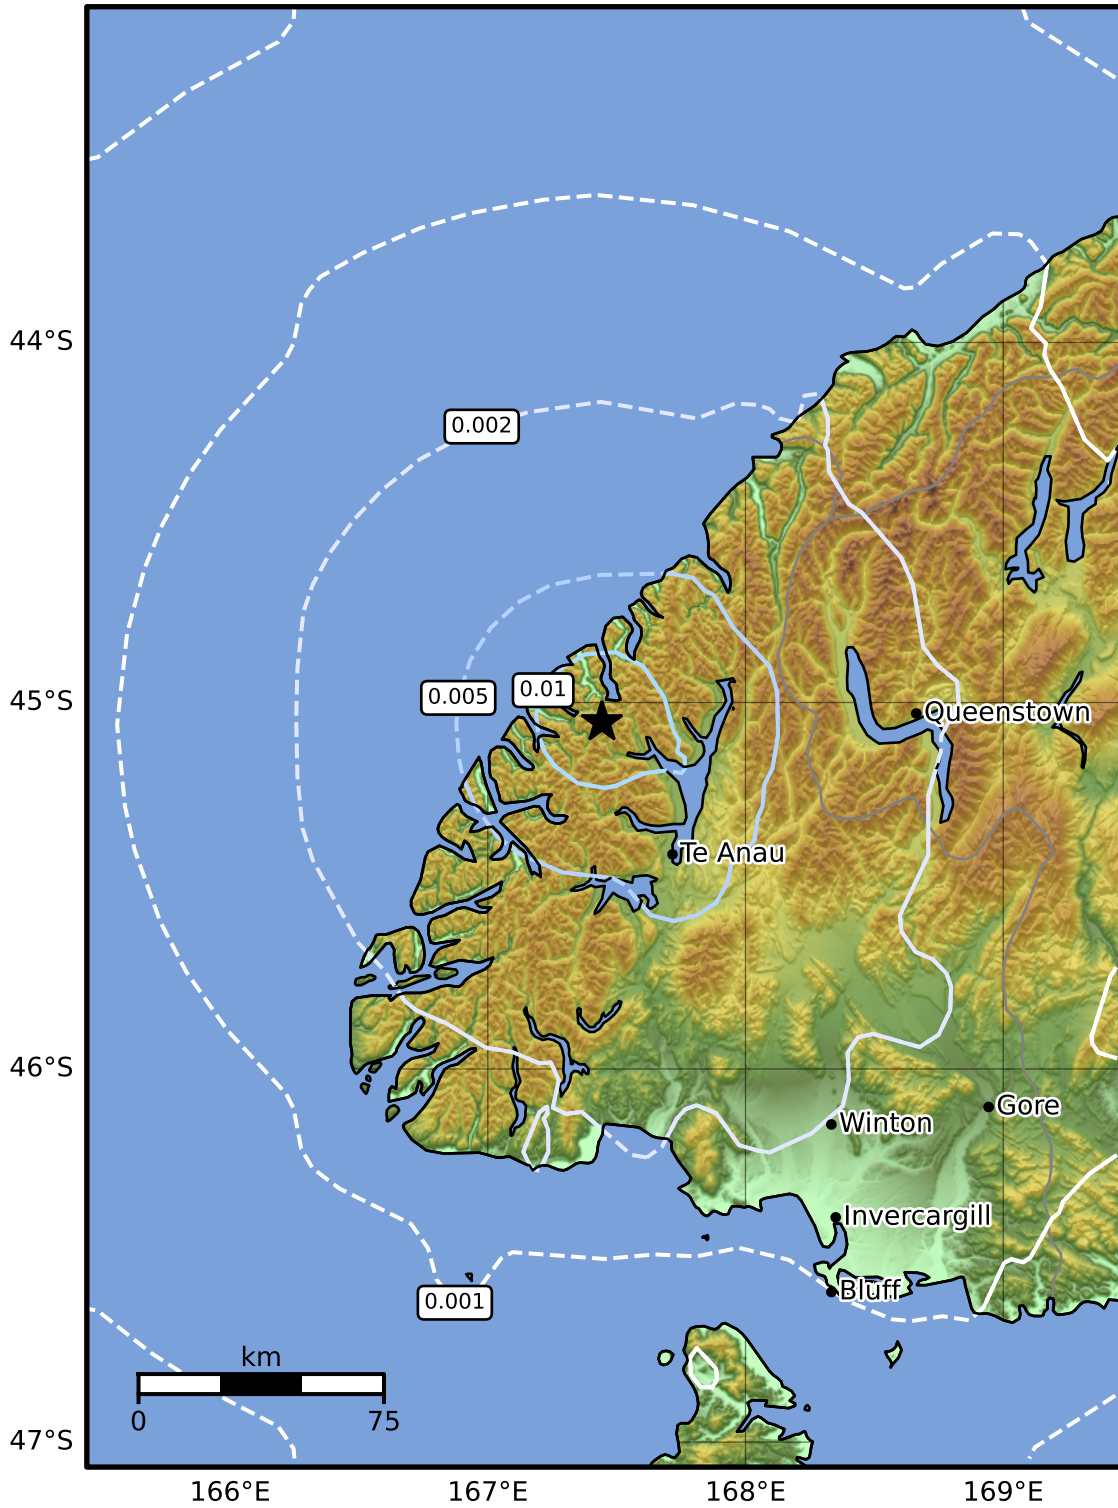 44°S
0.002
0.01
0.005
45°S
Queenstown
Te Anau
46°S
Gore
Winton
Invercargill
Bluff
0.001
km
0
75
47°S
166°E
167°E
168°E
169°E